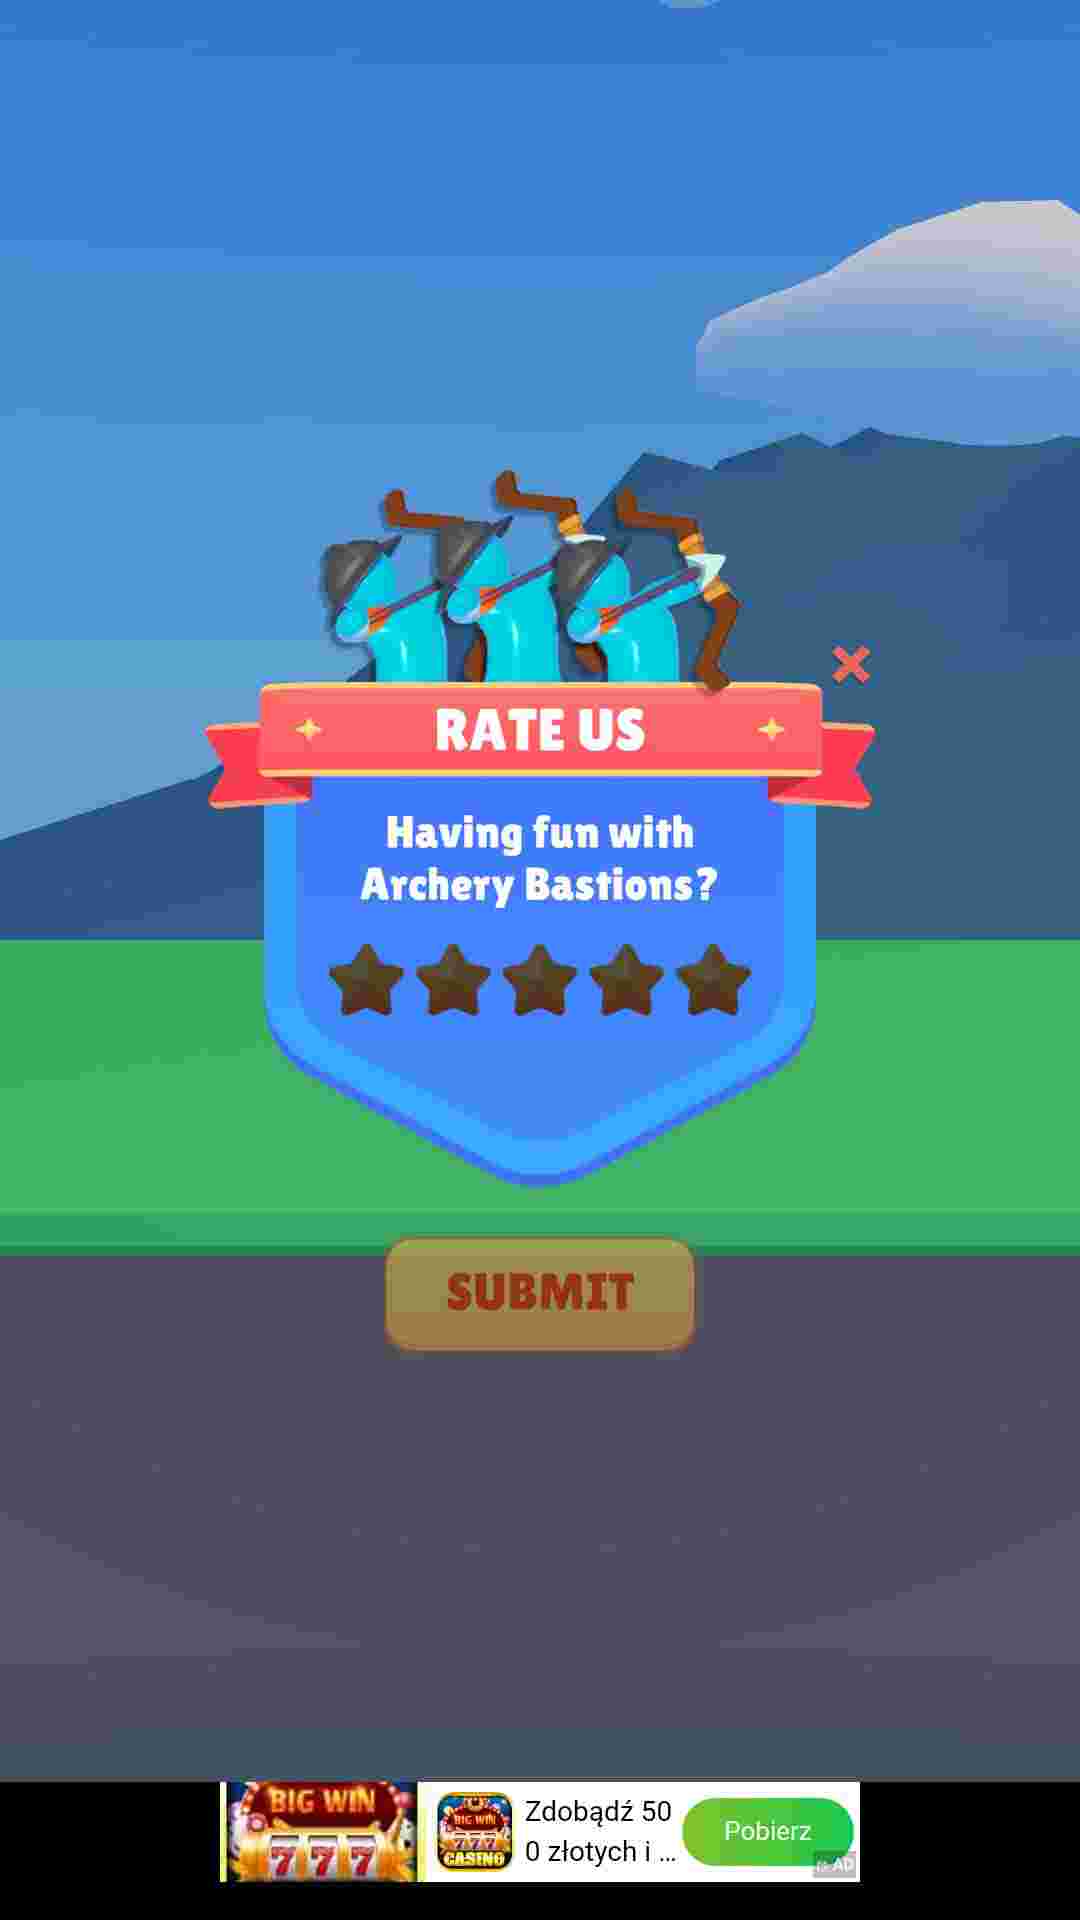 RATE US
Having fun with
Archery Bastions?
SUBMIT
BIG WIN
777
BIG WIN
777
CASINO
Zdobądź 50
0 złotych i ...
Pobierz
AD